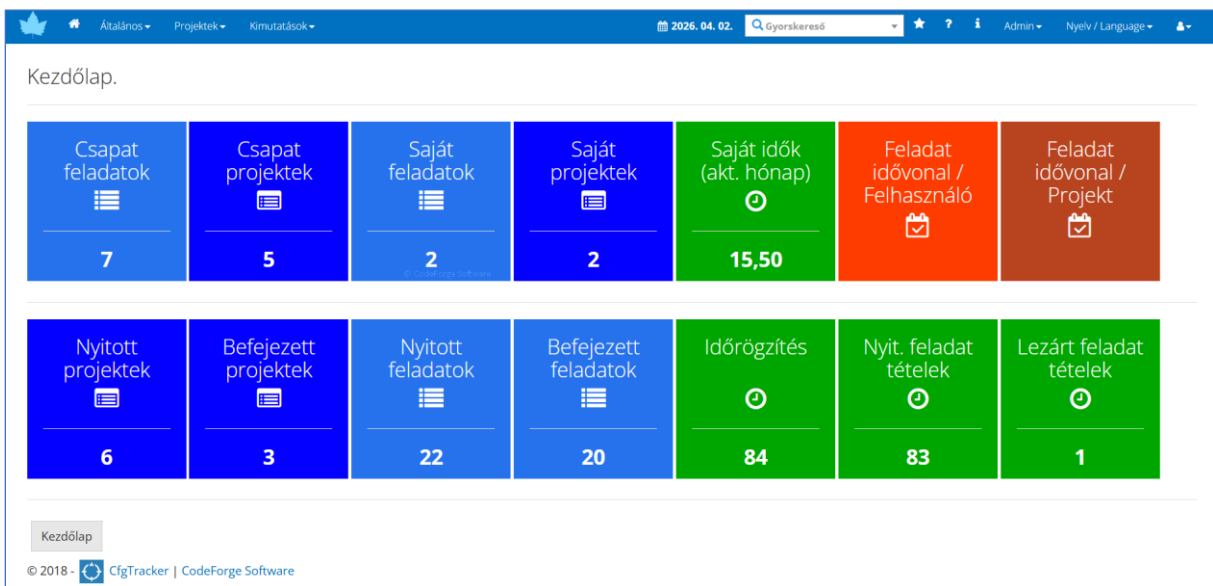 Általános Projektek Kimutatások 2026. 04. 02. Gyorskereső ? i Admin Nyelv / Language
Kezdőlap.
Csapat feladatok
7
Csapat projektek
5
Saját feladatok
2
© CodeForge Software
Saját projektek
2
Saját idők (akt. hónap)
15,50
Feladat idővonal / Felhasználó
Feladat idővonal / Projekt
Nyitott projektek
6
Befejezett projektek
3
Nyitott feladatok
22
Befejezett feladatok
20
Időrögzítés
84
Nyit. feladat tételek
83
Lezárt feladat tételek
1
Kezdőlap
© 2018 - CfgTracker | CodeForge Software